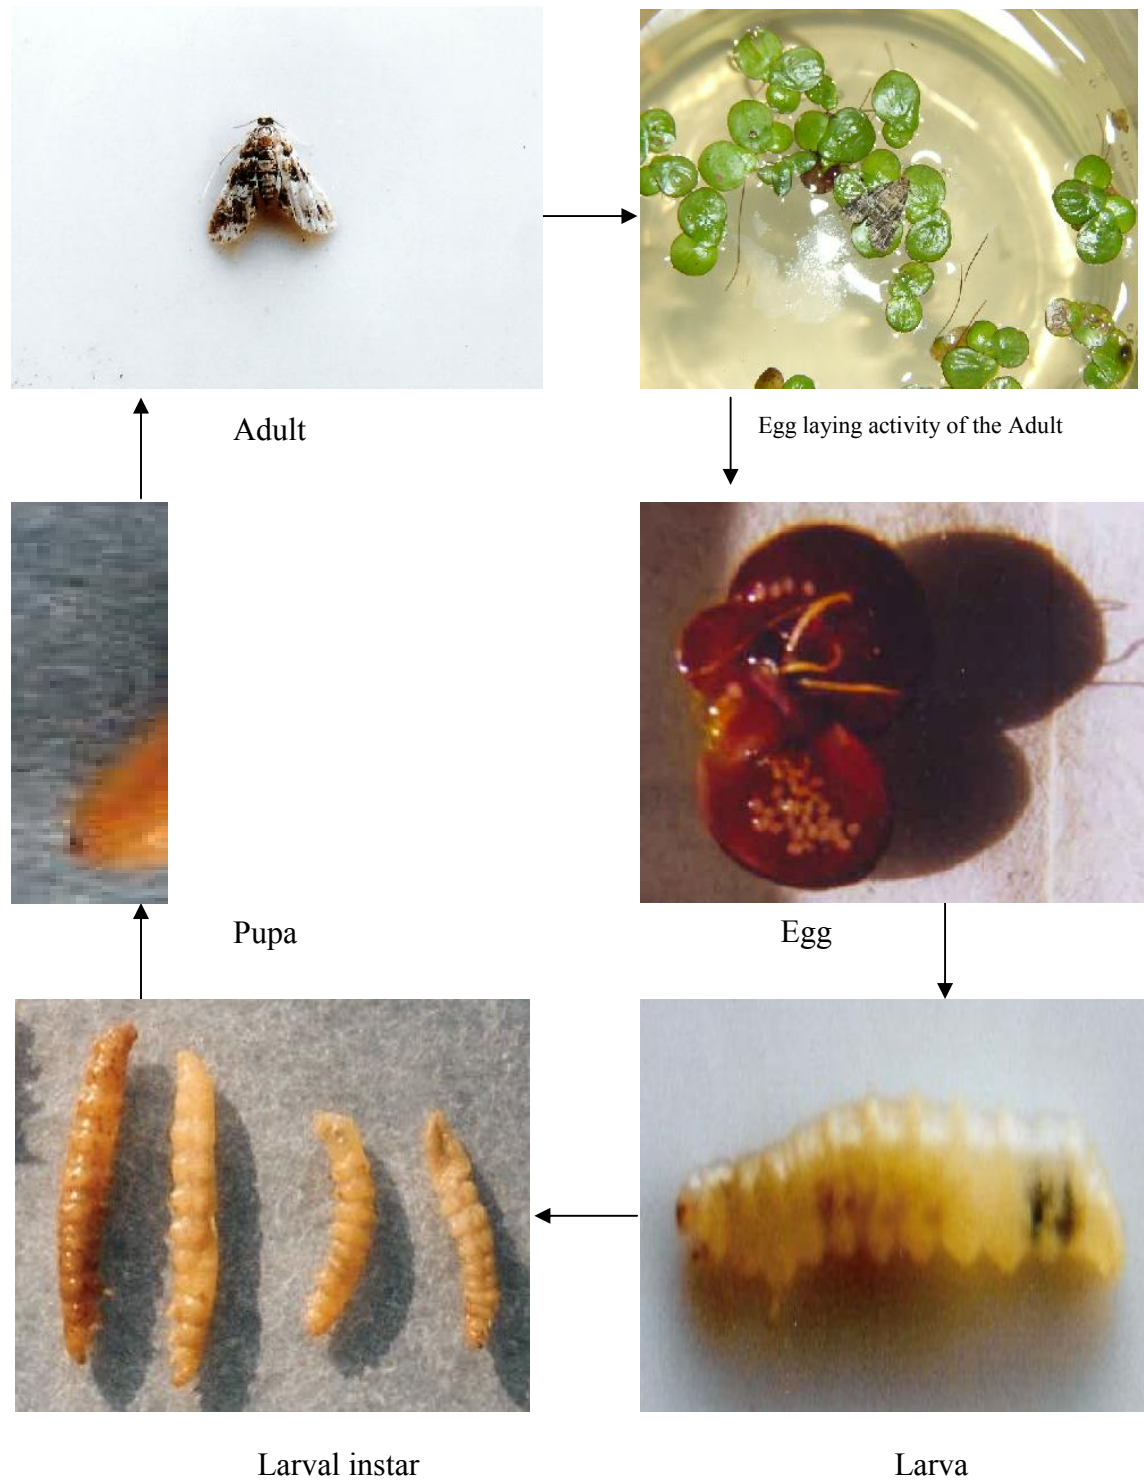 Adult
Egg laying activity of the Adult
Pupa
Egg
Larval instar
Larva